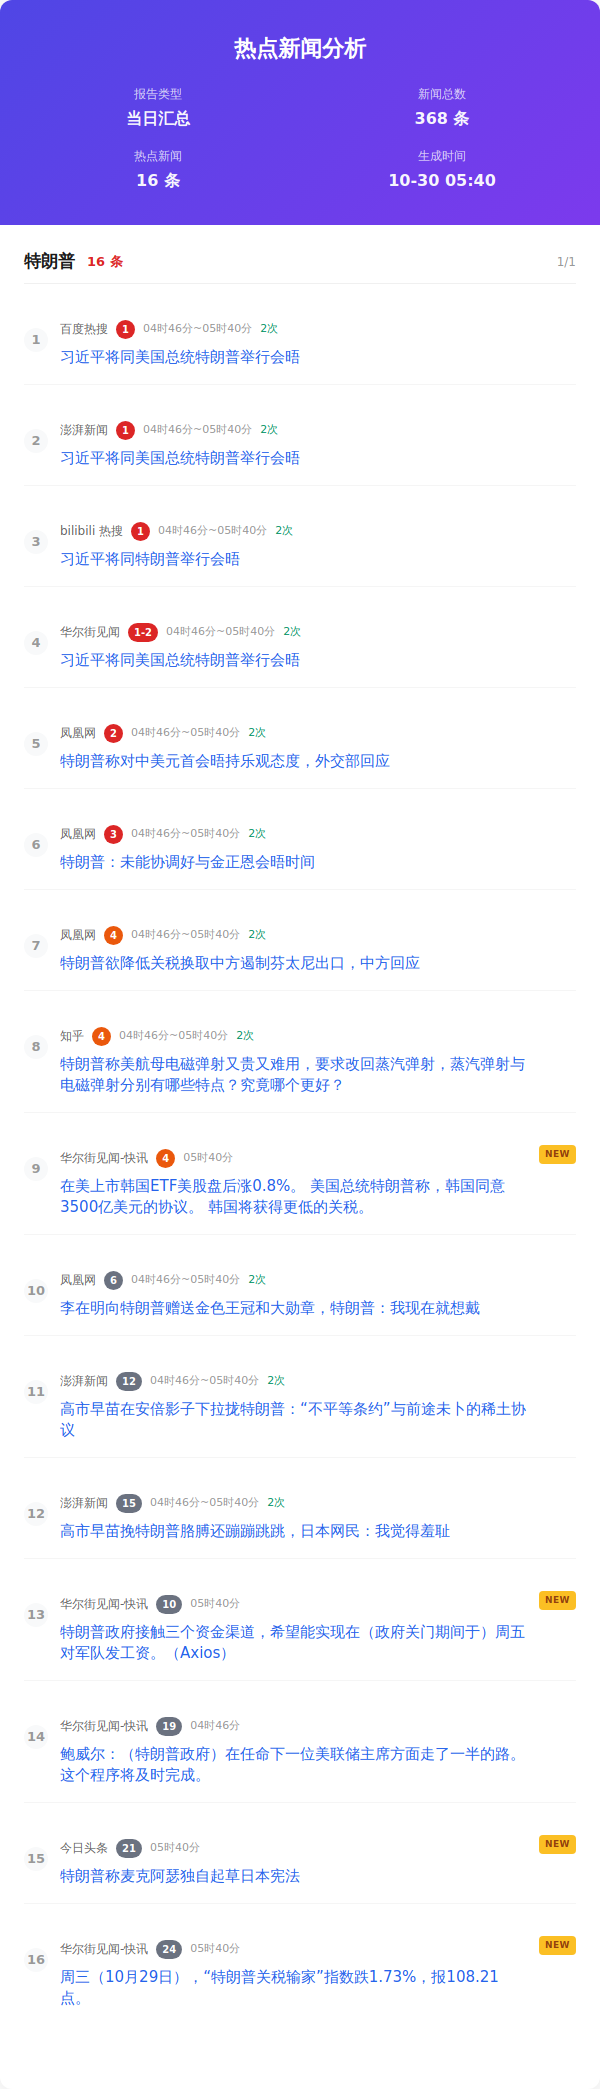 热点新闻分析
报告类型
当日汇总
新闻总数
368 条
热点新闻
16 条
生成时间
10-30 05:40
特朗普 16 条 1/1
1
百度热搜 1 04时46分~05时40分 2次
习近平将同美国总统特朗普举行会晤
2
澎湃新闻 1 04时46分~05时40分 2次
习近平将同美国总统特朗普举行会晤
3
bilibili 热搜 1 04时46分~05时40分 2次
习近平将同特朗普举行会晤
4
华尔街见闻 1-2 04时46分~05时40分 2次
习近平将同美国总统特朗普举行会晤
5
凤凰网 2 04时46分~05时40分 2次
特朗普称对中美元首会晤持乐观态度，外交部回应
6
凤凰网 3 04时46分~05时40分 2次
特朗普：未能协调好与金正恩会晤时间
7
凤凰网 4 04时46分~05时40分 2次
特朗普欲降低关税换取中方遏制芬太尼出口，中方回应
8
知乎 4 04时46分~05时40分 2次
特朗普称美航母电磁弹射又贵又难用，要求改回蒸汽弹射，蒸汽弹射与
电磁弹射分别有哪些特点？究竟哪个更好？
9
华尔街见闻-快讯 4 05时40分 NEW
在美上市韩国ETF美股盘后涨0.8%。 美国总统特朗普称，韩国同意
3500亿美元的协议。 韩国将获得更低的关税。
10
凤凰网 6 04时46分~05时40分 2次
李在明向特朗普赠送金色王冠和大勋章，特朗普：我现在就想戴
11
澎湃新闻 12 04时46分~05时40分 2次
高市早苗在安倍影子下拉拢特朗普：“不平等条约”与前途未卜的稀土协
议
12
澎湃新闻 15 04时46分~05时40分 2次
高市早苗挽特朗普胳膊还蹦蹦跳跳，日本网民：我觉得羞耻
13
华尔街见闻-快讯 10 05时40分 NEW
特朗普政府接触三个资金渠道，希望能实现在（政府关门期间于）周五
对军队发工资。（Axios）
14
华尔街见闻-快讯 19 04时46分
鲍威尔：（特朗普政府）在任命下一位美联储主席方面走了一半的路。
这个程序将及时完成。
15
今日头条 21 05时40分 NEW
特朗普称麦克阿瑟独自起草日本宪法
16
华尔街见闻-快讯 24 05时40分 NEW
周三（10月29日），“特朗普关税输家”指数跌1.73%，报108.21
点。